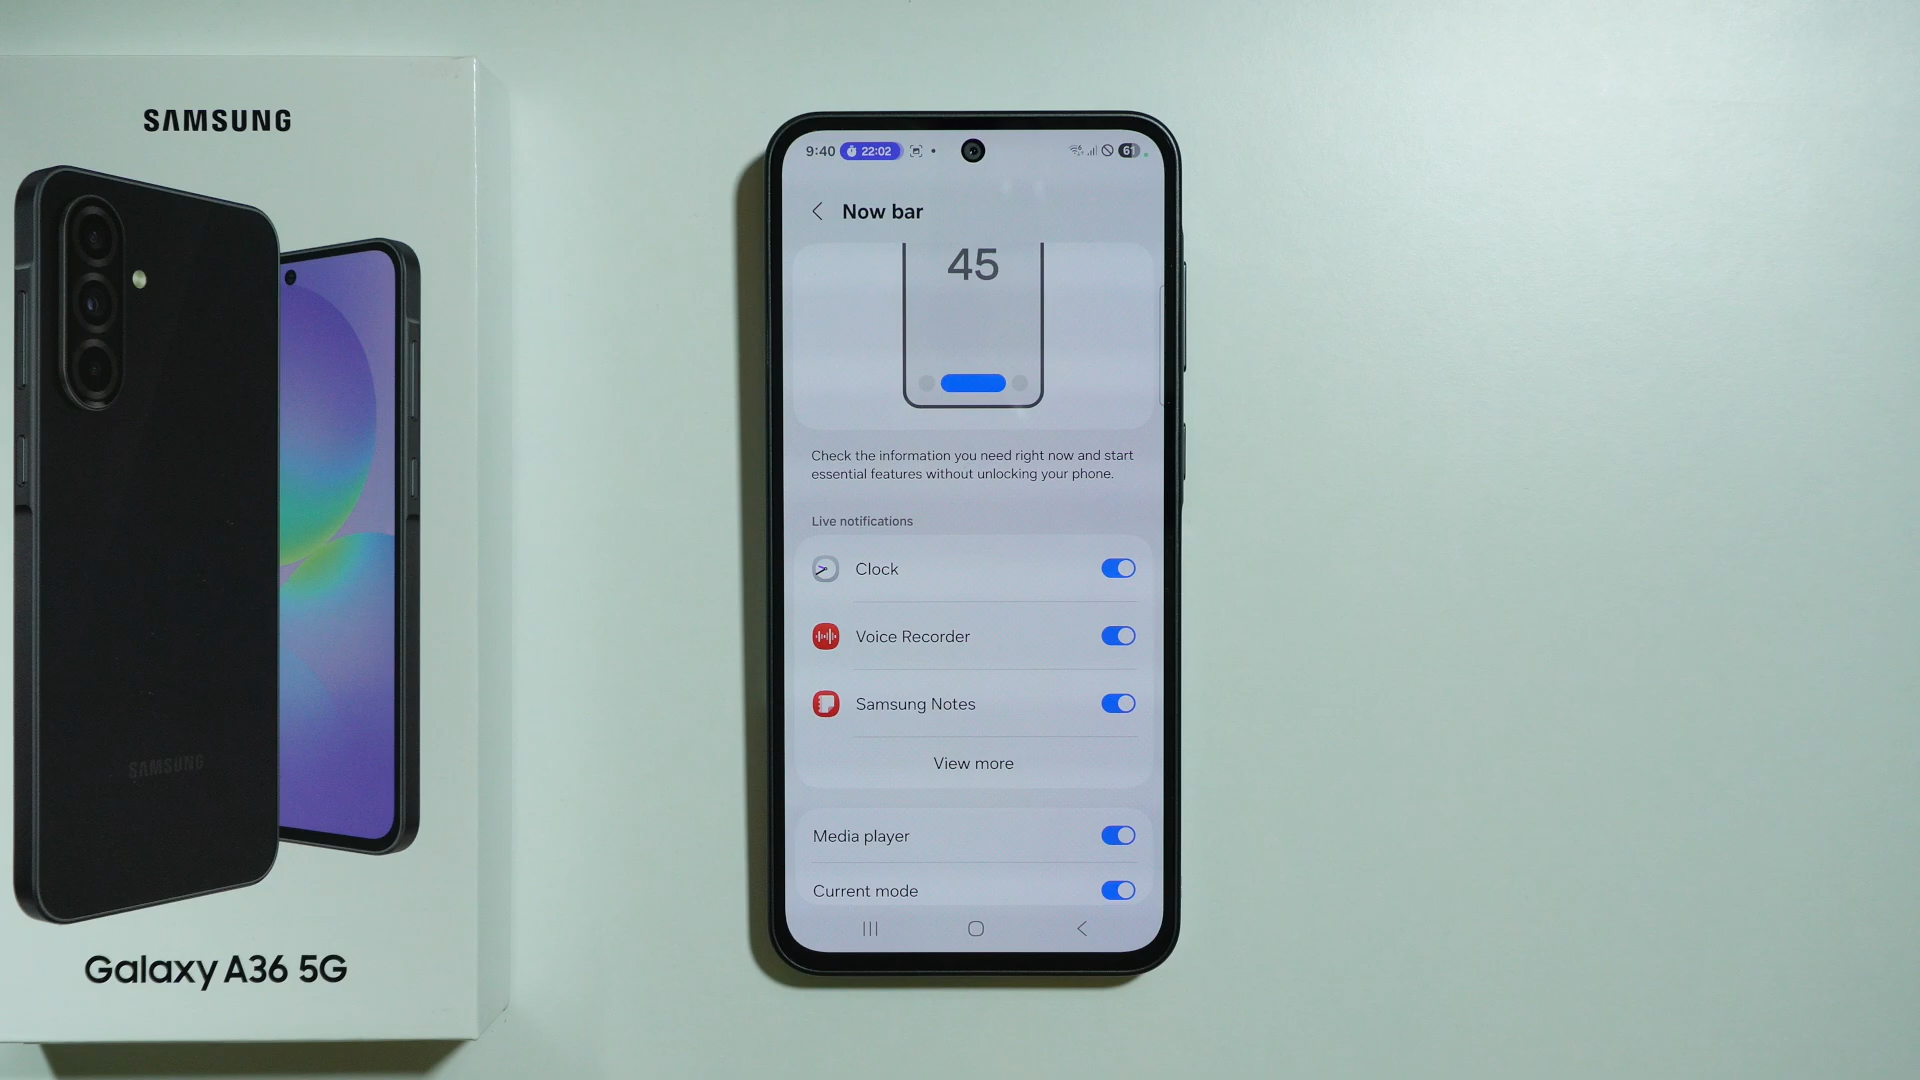 SAMSUNG
SAMSUNG
Galaxy A36 5G
9:40 22:02 61
Now bar
45
Check the information you need right now and start
essential features without unlocking your phone.
Live notifications
Clock
Voice Recorder
Samsung Notes
View more
Media player
Current mode